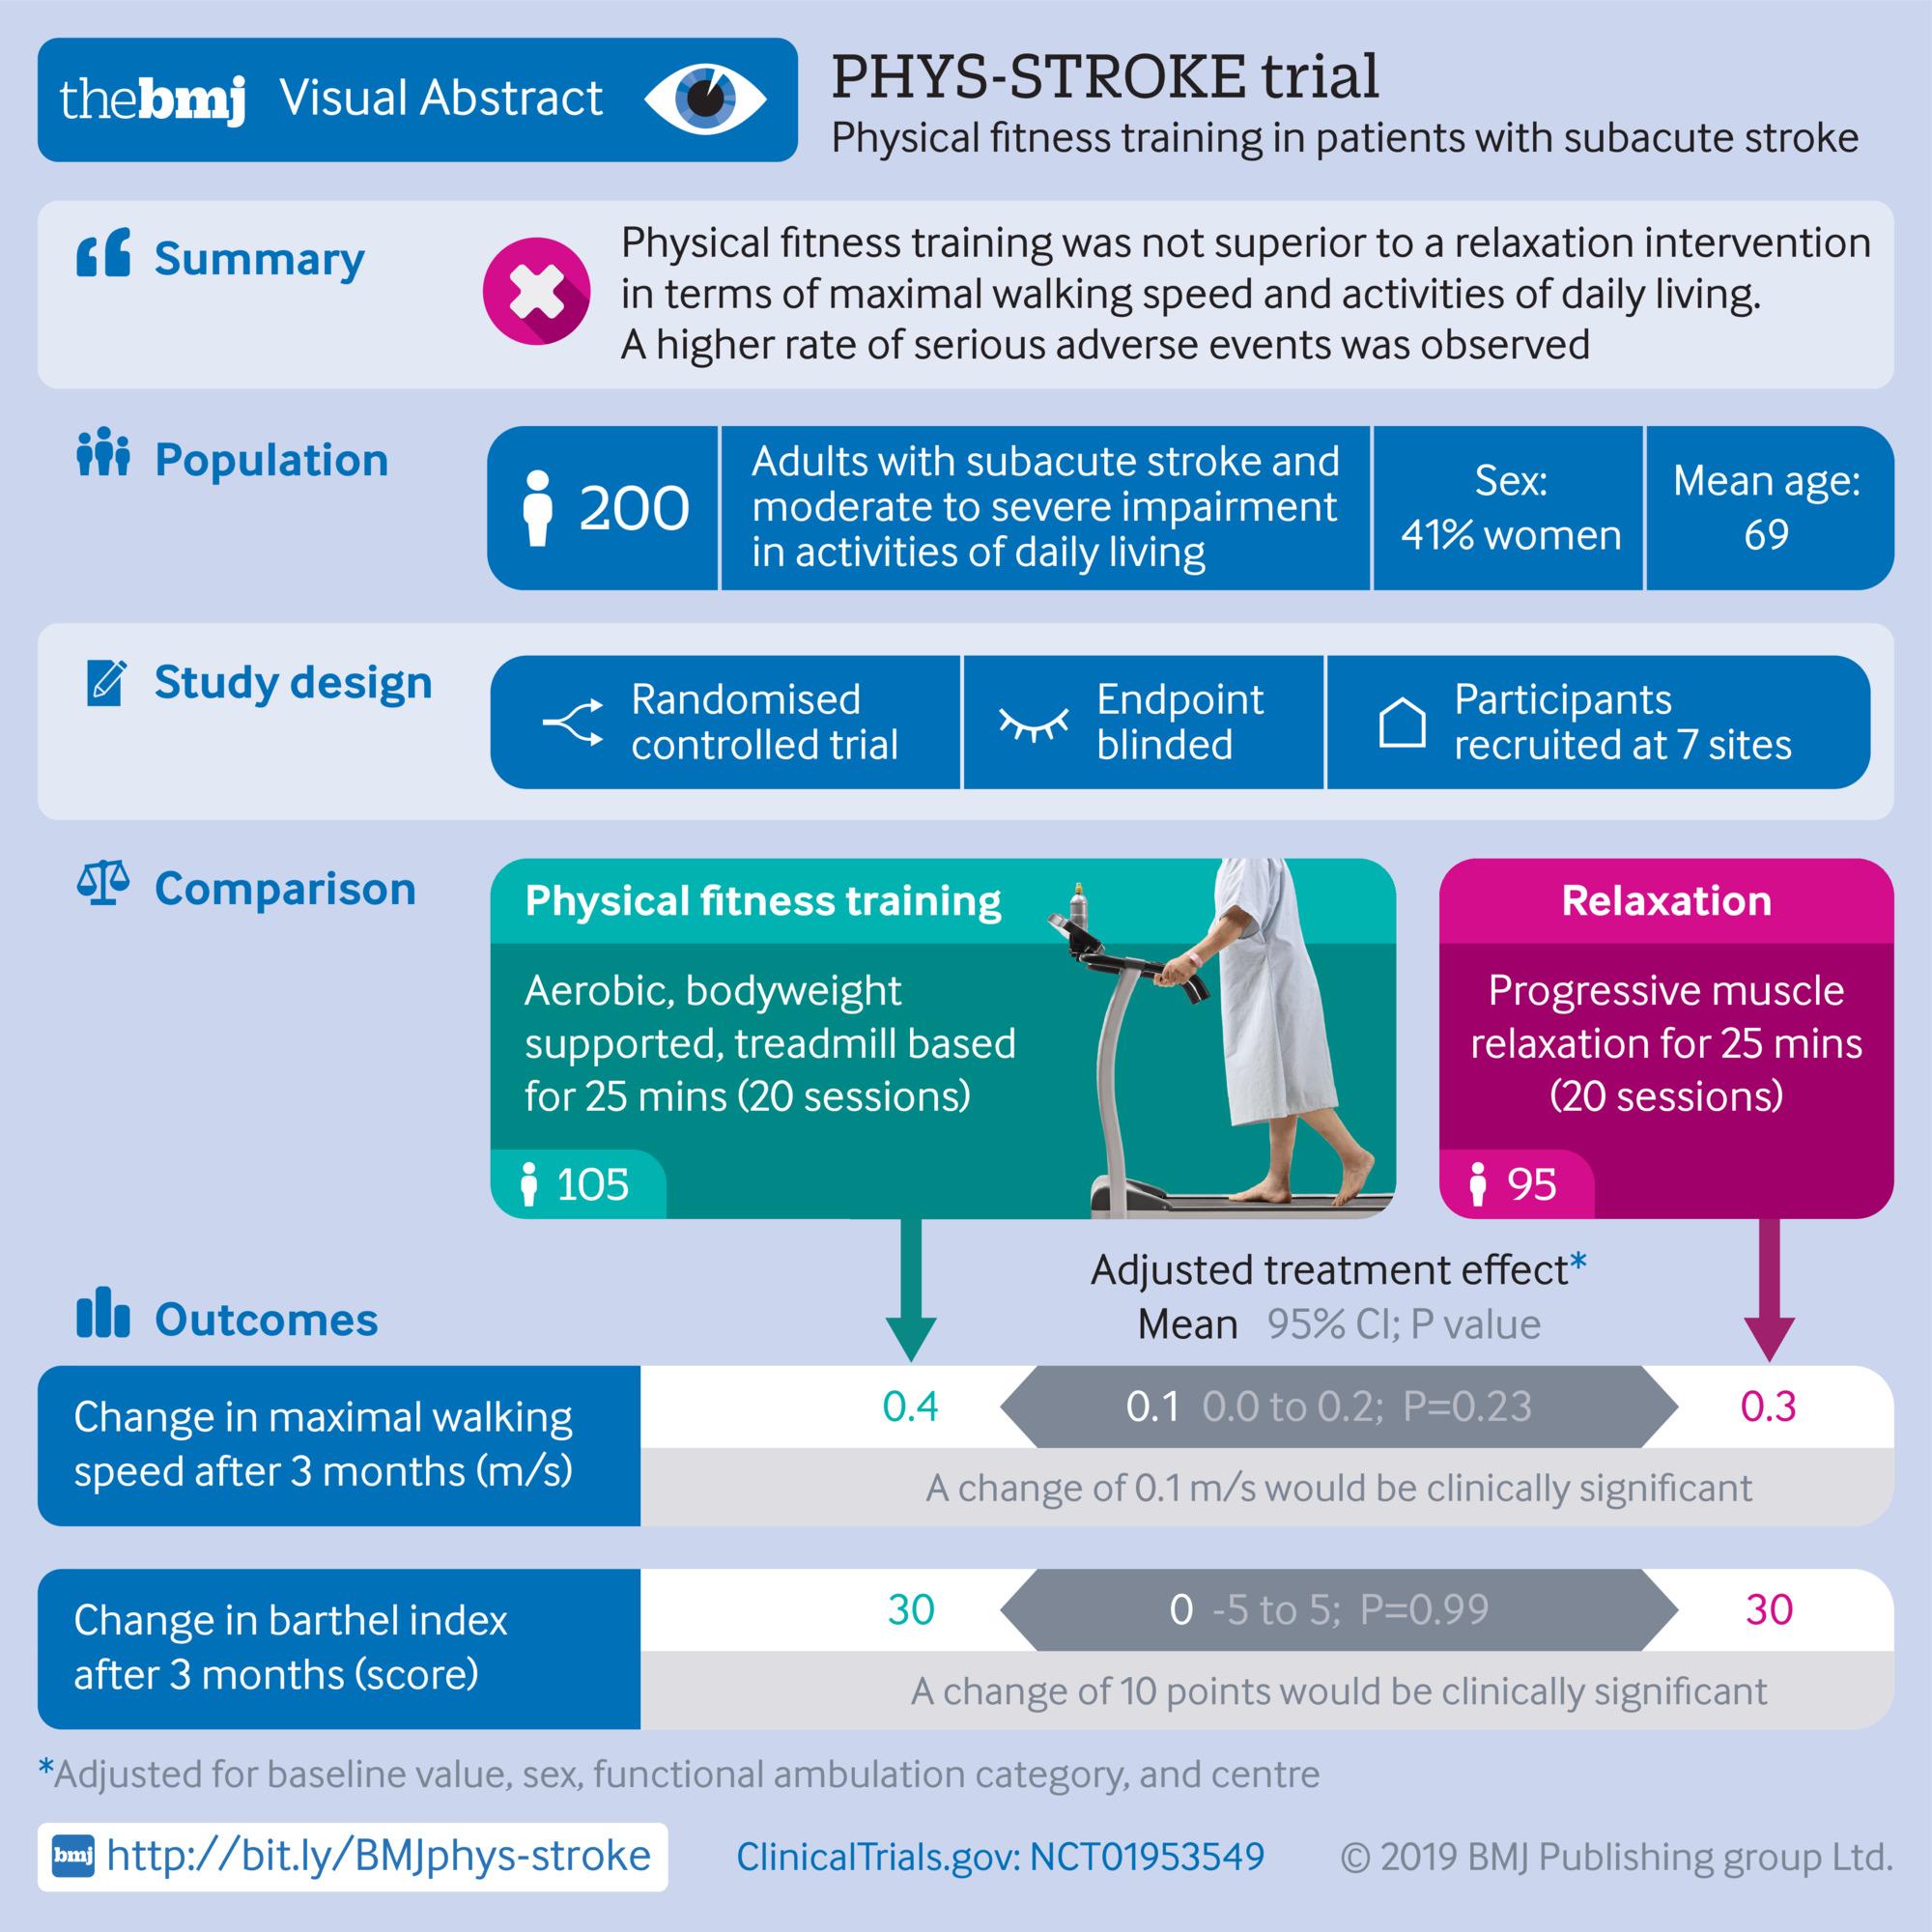 thebmj Visual Abstract
PHYS-STROKE trial
Physical fitness training in patients with subacute stroke
Summary
Physical fitness training was not superior to a relaxation intervention
in terms of maximal walking speed and activities of daily living.
A higher rate of serious adverse events was observed
Population
200
Adults with subacute stroke and
moderate to severe impairment
in activities of daily living
Sex:
41% women
Mean age:
69
Study design
Randomised
controlled trial
Endpoint
blinded
Participants
recruited at 7 sites
Comparison
Physical fitness training
Aerobic, bodyweight
supported, treadmill based
for 25 mins (20 sessions)
105
Relaxation
Progressive muscle
relaxation for 25 mins
(20 sessions)
95
Outcomes
Adjusted treatment effect*
Mean 95% CI; P value
Change in maximal walking
speed after 3 months (m/s)
0.4
0.1 0.0 to 0.2; P=0.23
0.3
A change of 0.1 m/s would be clinically significant
Change in barthel index
after 3 months (score)
30
0 -5 to 5; P=0.99
30
A change of 10 points would be clinically significant
*Adjusted for baseline value, sex, functional ambulation category, and centre
bmj http://bit.ly/BMJphys-stroke
ClinicalTrials.gov: NCT01953549
© 2019 BMJ Publishing group Ltd.